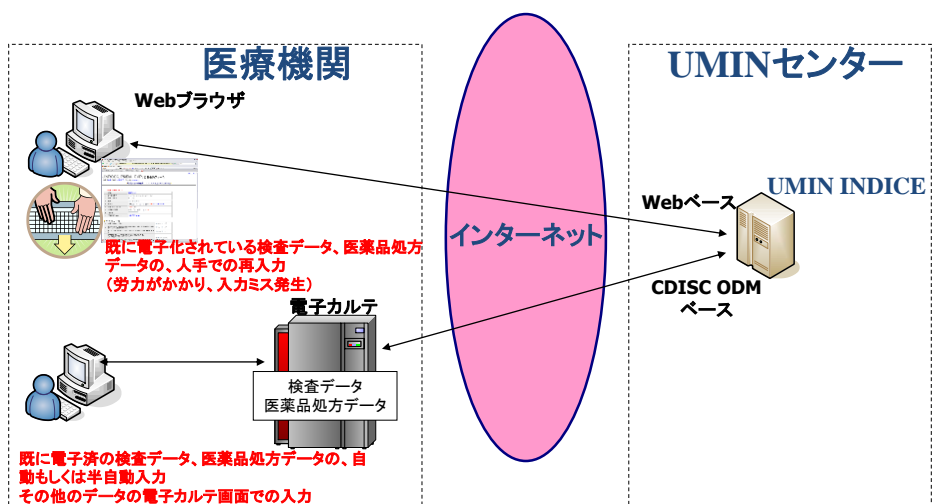 医療機関
UMINセンター
Webブラウザ
UMIN INDICE
Webベース
インターネット
既に電子化されている検査データ、医薬品処方
データの、人手での再入力
（労力がかかり、入力ミス発生）
CDISC ODM
ベース
電子カルテ
検査データ
医薬品処方データ
既に電子済の検査データ、医薬品処方データの、自
動もしくは半自動入力
その他のデータの電子カルテ画面での入力